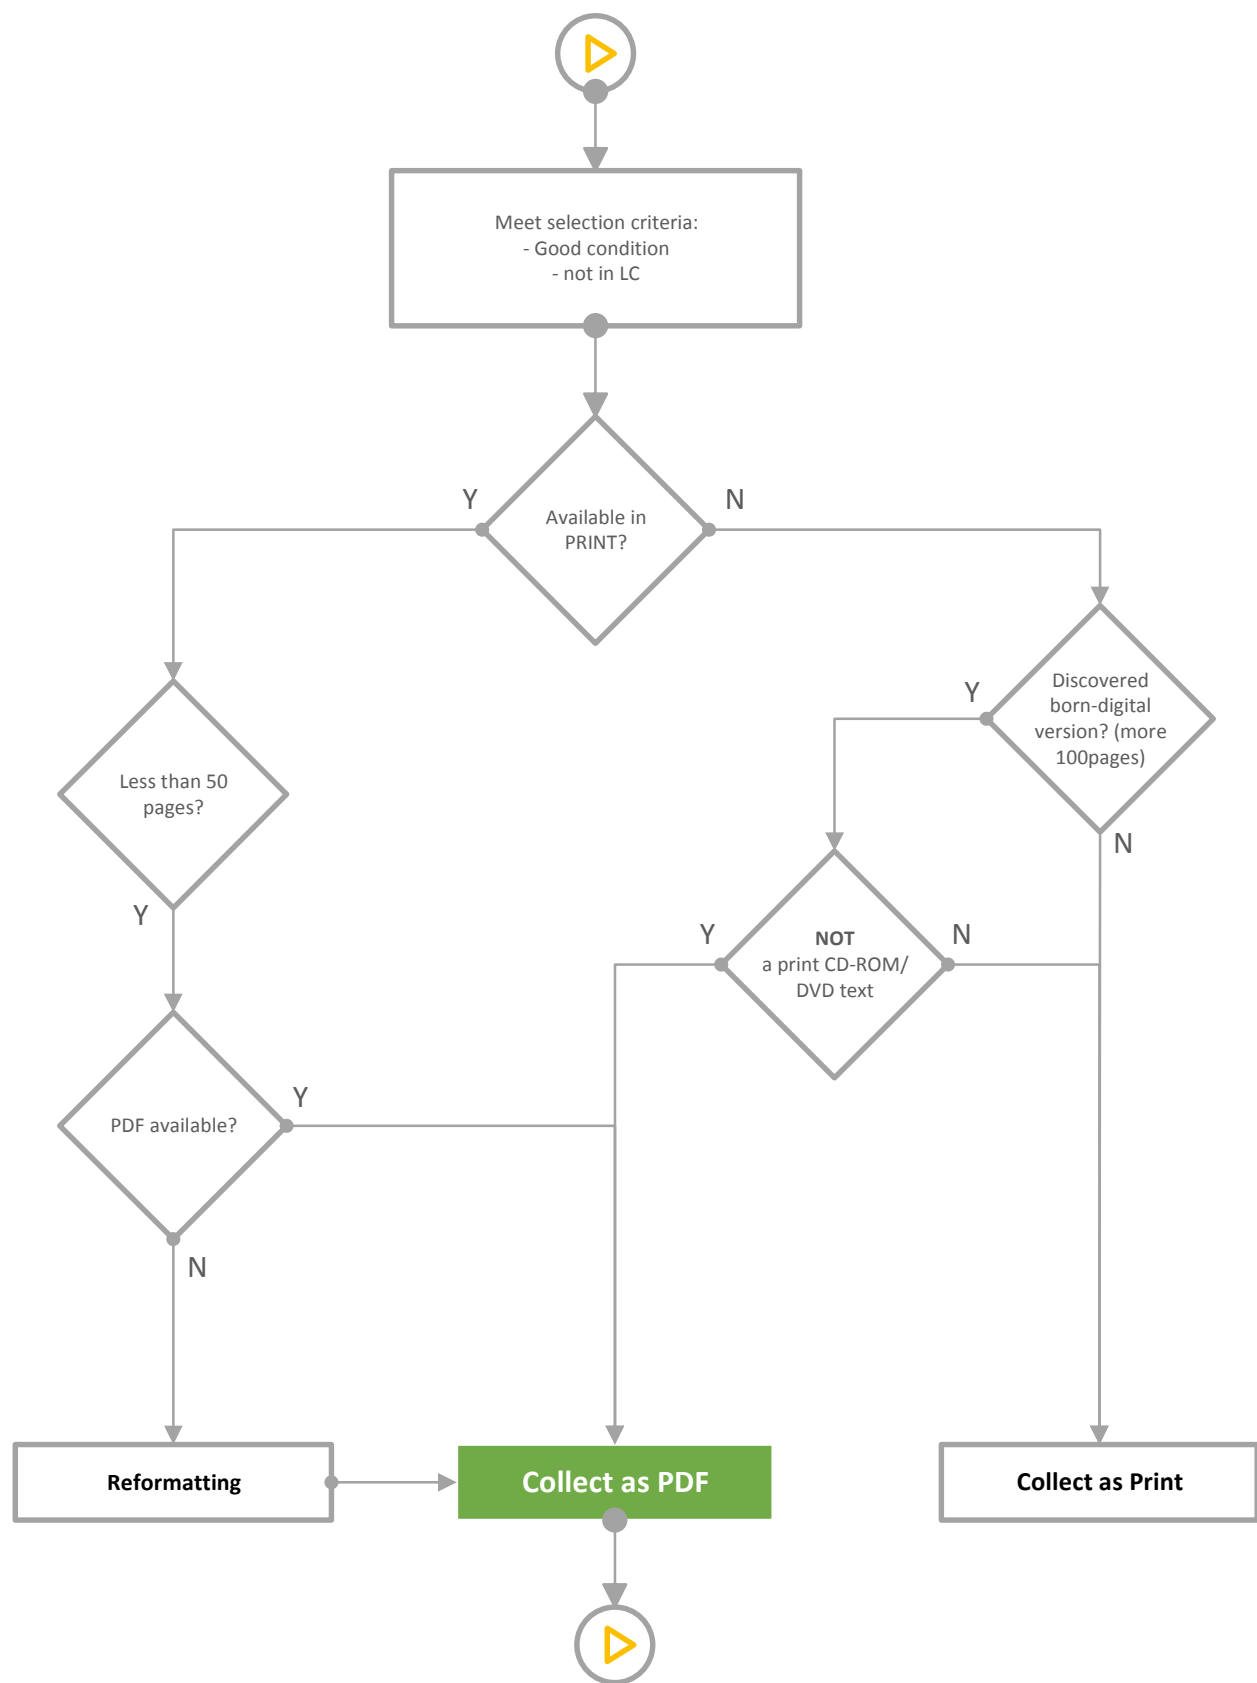 Meet selection criteria:
- Good condition
- not in LC
Y
N
Available in
PRINT?
Y
Discovered
born-digital
version? (more
100pages)
Less than 50
pages?
N
Y
Y
N
NOT
a print CD-ROM/
DVD text
Y
PDF available?
N
Reformatting
Collect as PDF
Collect as Print